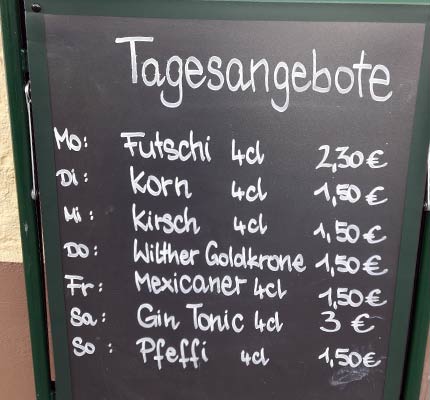 Tagesangebote
Mo: Futschi 4cl 2,30€
Di: Korn 4cl 1,50€
Mi: Kirsch 4cl 1,50€
Do: Wilther Goldkrone 1,50€
Fr: Mexicaner 4cl 1,50€
Sa: Gin Tonic 4cl 3 €
So: Pfeffi 4cl 1,50€